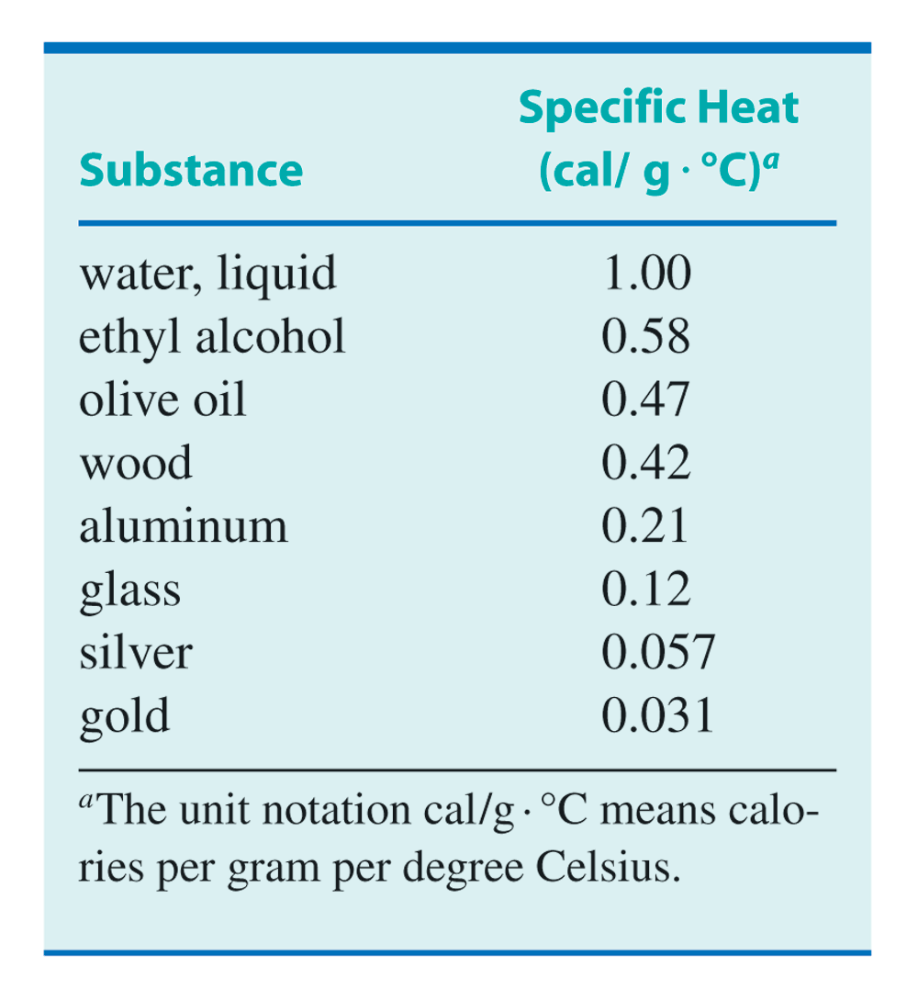 Specific Heat
Substance (cal/ g · °C)ᵃ
water, liquid 1.00
ethyl alcohol 0.58
olive oil 0.47
wood 0.42
aluminum 0.21
glass 0.12
silver 0.057
gold 0.031
ᵃThe unit notation cal/g · °C means calo-
ries per gram per degree Celsius.